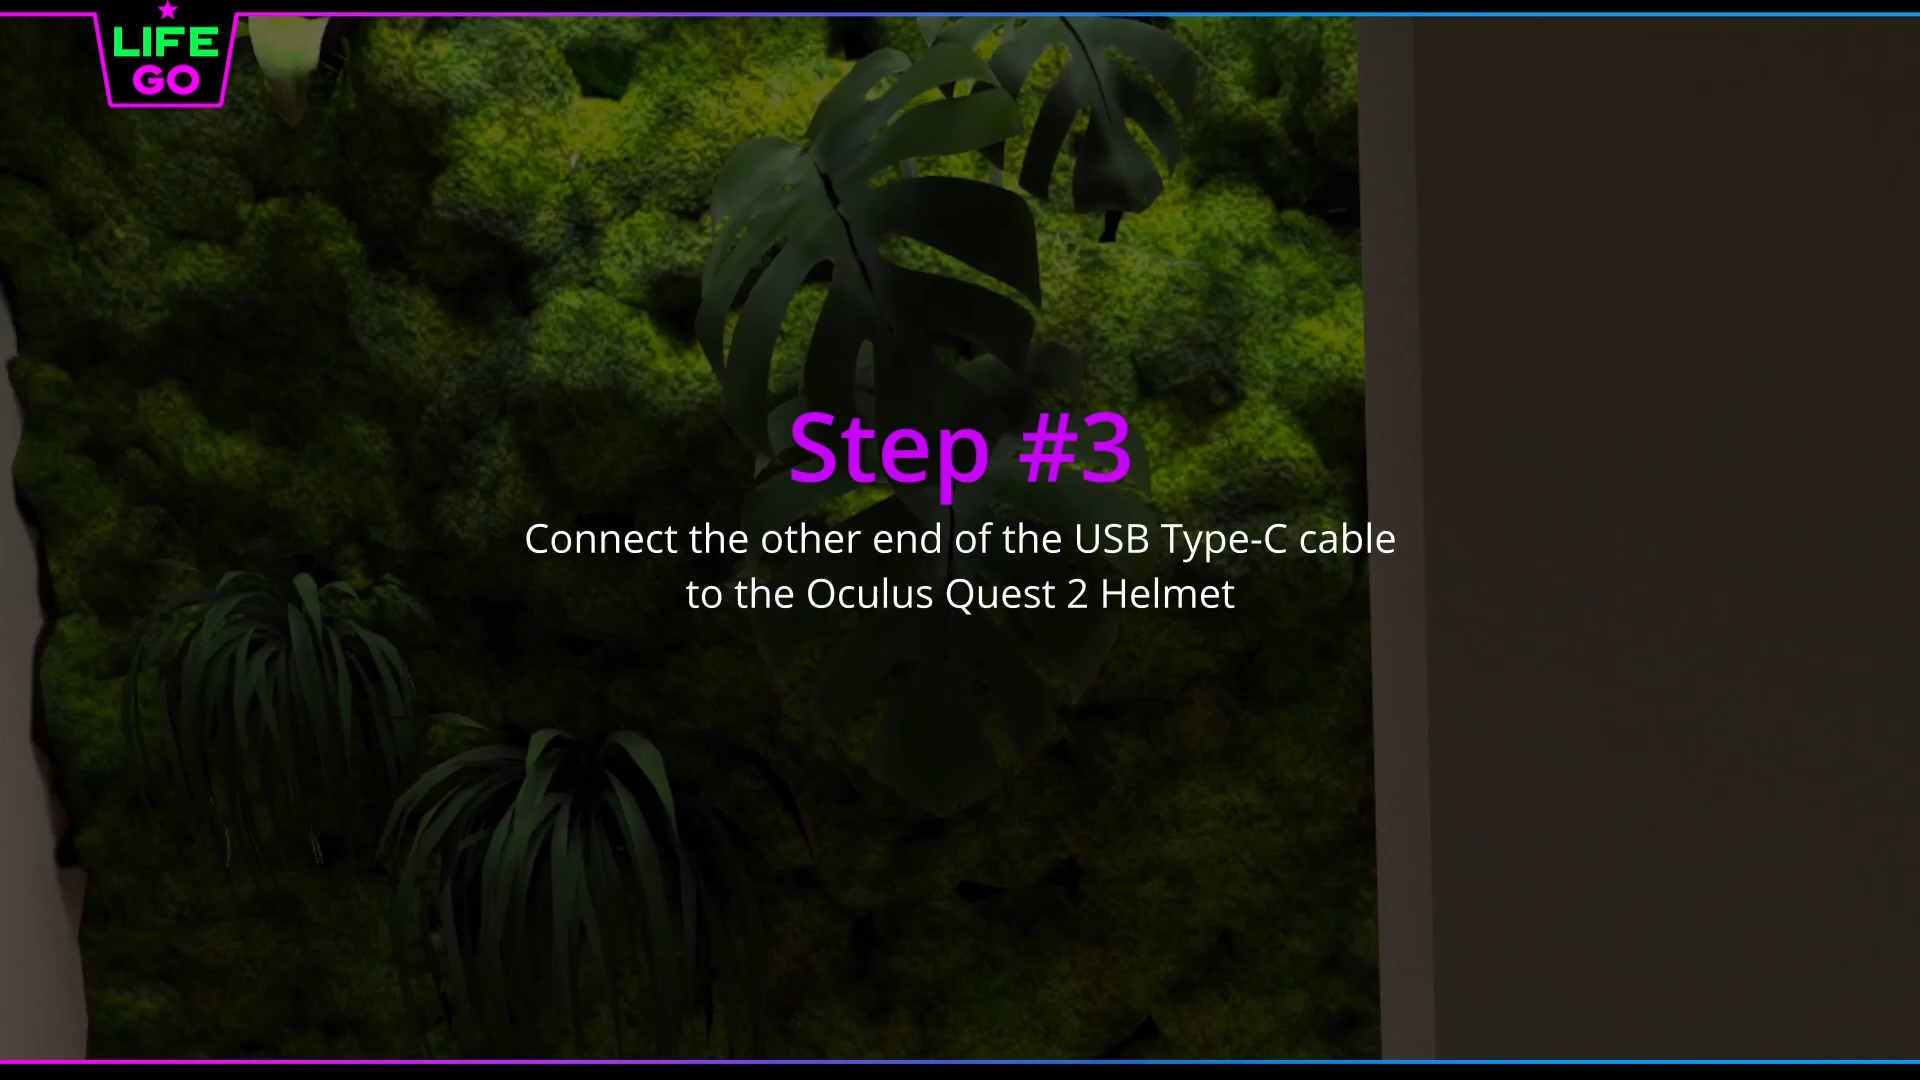 LIFE
GO
Step #3
Connect the other end of the USB Type-C cable
to the Oculus Quest 2 Helmet